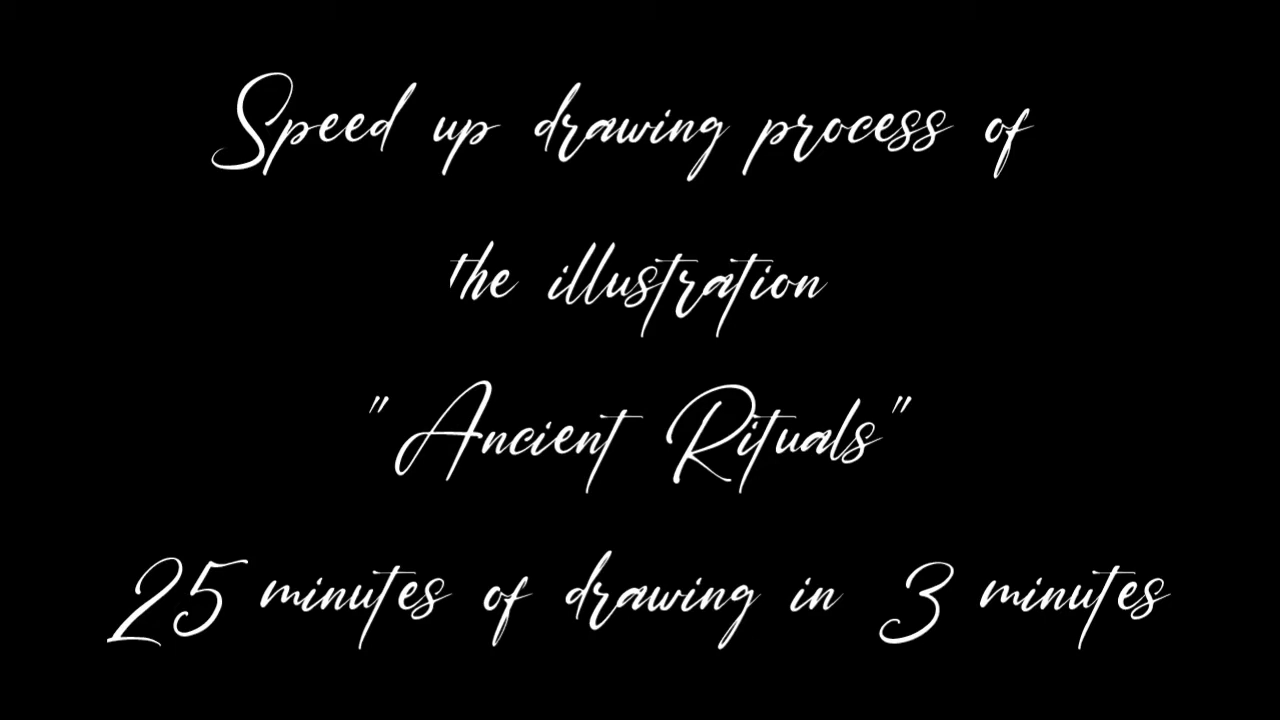 Speed up drawing process of
the illustration
"Ancient Rituals"
25 minutes of drawing in 3 minutes